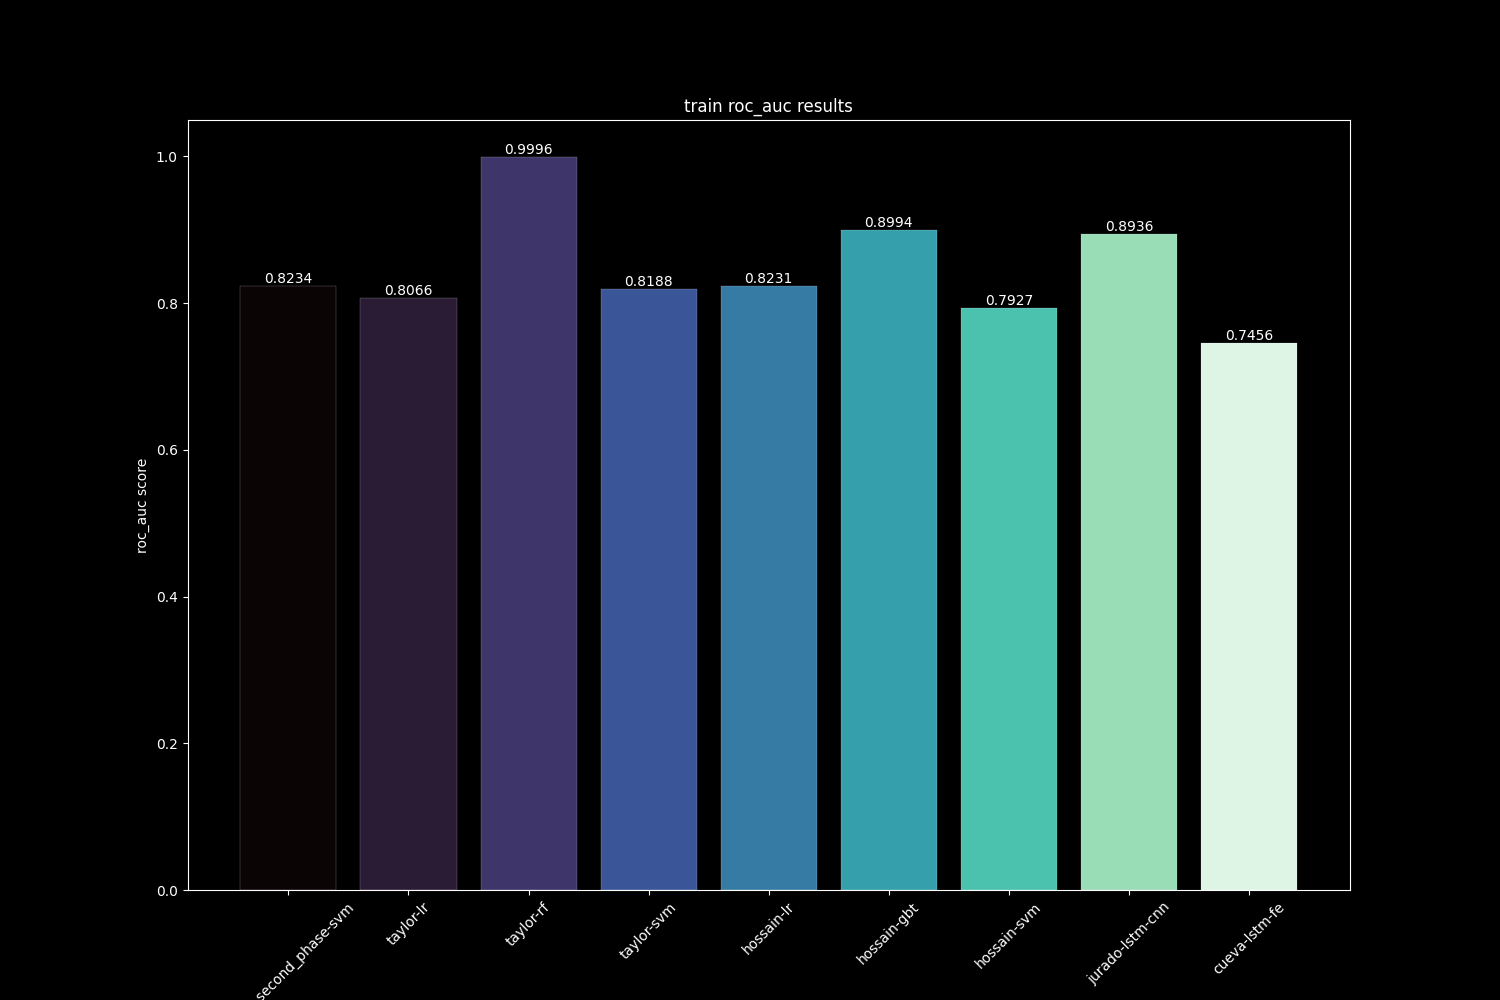 train roc_auc results
1.0
0.8
0.6
0.4
0.2
0.0
roc_auc score
0.8234
0.8066
0.9996
0.8188
0.8231
0.8994
0.7927
0.8936
0.7456
second_phase-svm
taylor-lr
taylor-rf
taylor-svm
hossain-lr
hossain-gbt
hossain-svm
jurado-lstm-cnn
cueva-lstm-fe